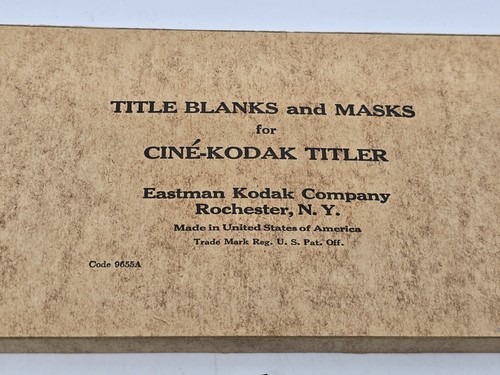 TITLE BLANKS and MASKS
for
CINÉ-KODAK TITLER
Eastman Kodak Company
Rochester, N. Y.
Made in United States of America
Trade Mark Reg. U. S. Pat. Off.
Code 9655A